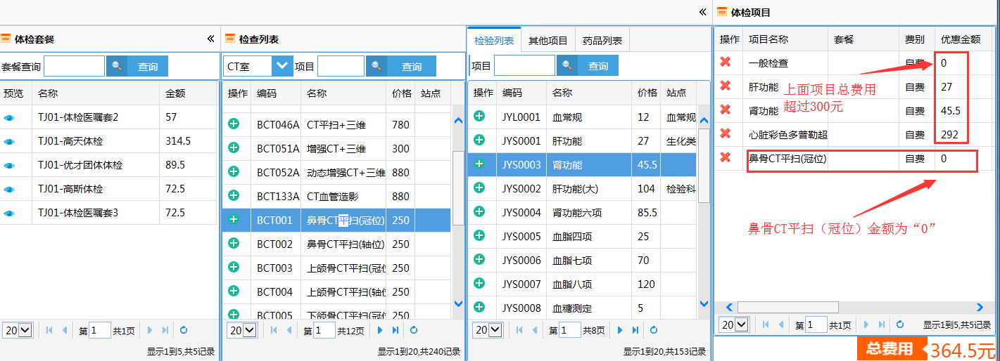 体检套餐
套餐查询 查询
预览 名称 金额
TJ01-体检医嘱套2 57
TJ01-高天体检 314.5
TJ01-优才团体体检 89.5
TJ01-高斯体检 72.5
TJ01-体检医嘱套3 72.5
20 第 1 共1页
显示1到5,共5记录
检查列表
CT室 项目 查询
操作 编码 名称 价格 站点
BCT046A CT平扫+三维 780
BCT051A 增强CT+三维 300
BCT052A 动态增强CT+三维 880
BCT133A CT血管造影 880
BCT001 鼻骨CT平扫(冠位) 250
BCT002 鼻骨CT平扫(轴位) 250
BCT003 上颌骨CT平扫(冠位 250
BCT004 上颌骨CT平扫(轴位 250
BCT005 下颌骨CT平扫(冠位 250
20 第 1 共12页
显示1到20,共240记录
检验列表 其他项目 药品列表
项目 查询
操作 编码 名称 价格 站点
JYL0001 血常规 12 血常规
JYS0001 肝功能 27 生化类
JYS0003 肾功能 45.5
JYS0002 肝功能(大) 104 检验科
JYS0004 肾功能六项 85.5
JYS0005 血脂四项 25
JYS0006 血脂七项 70
JYS0007 血脂八项 120
JYS0008 血糖测定 5
20 第 1 共8页
显示1到20,共153记录
体检项目
操作 项目名称 套餐 费别 优惠金额
一般检查 自费 0
肝功能 自费 27
肾功能 自费 45.5
心脏彩色多普勒超 自费 292
鼻骨CT平扫(冠位) 自费 0
上面项目总费用
超过300元
鼻骨CT平扫（冠位）金额为“0”
20 第 1 共1页 显示1到5,共5记录
总费用 364.5元